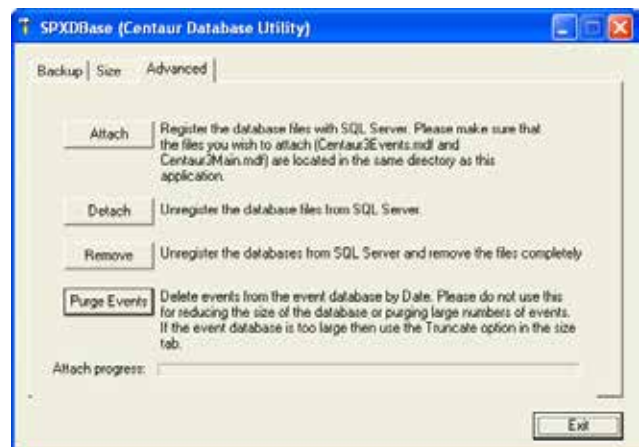 SPXDBase (Centaur Database Utility)
Backup Size Advanced
Attach
Register the database files with SQL Server. Please make sure that
the files you wish to attach (Centaur3Events.mdf and
Centaur3Main.mdf) are located in the same directory as this
application.
Detach
Unregister the database files from SQL Server.
Remove
Unregister the databases from SQL Server and remove the files completely
Purge Events
Delete events from the event database by Date. Please do not use this
for reducing the size of the database or purging large numbers of events.
If the event database is too large then use the Truncate option in the size
tab.
Attach progress:
Exit